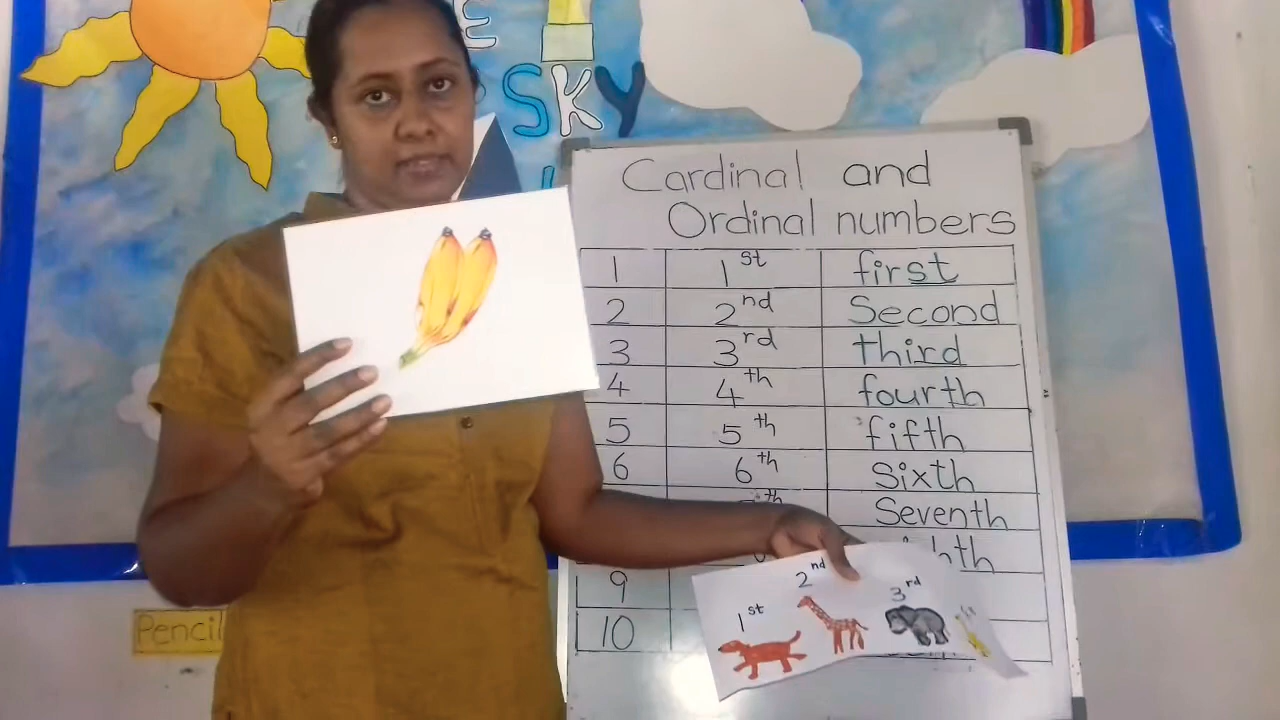 SKY
Cardinal and
Ordinal numbers
1 1st first
2 2nd Second
3 3rd third
4 4th fourth
5 5th fifth
6 6th sixth
th Seventh
9
10
1st 2nd 3rd
Pencil